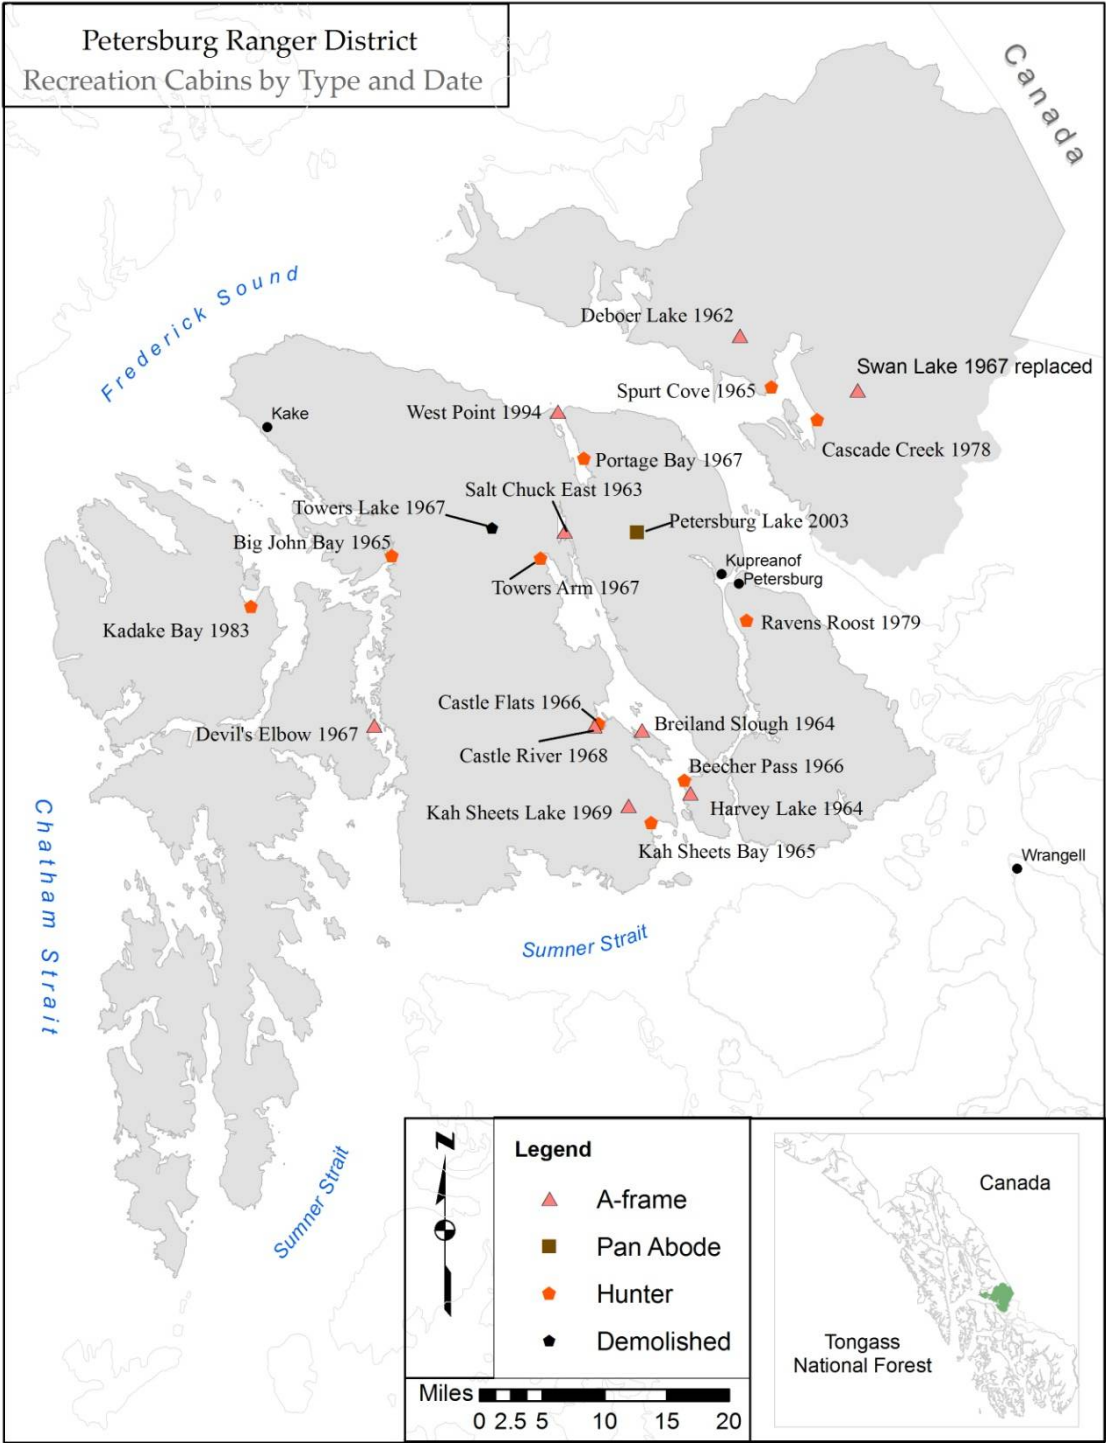 Petersburg Ranger District
Recreation Cabins by Type and Date
Canada
Frederick Sound
Deboer Lake 1962
Swan Lake 1967 replaced
Spurt Cove 1965
West Point 1994
Kake
Cascade Creek 1978
Portage Bay 1967
Salt Chuck East 1963
Towers Lake 1967
Petersburg Lake 2003
Big John Bay 1965
Kupreanof
Petersburg
Towers Arm 1967
Ravens Roost 1979
Kadake Bay 1983
Castle Flats 1966
Breiland Slough 1964
Devil's Elbow 1967
Castle River 1968
Beecher Pass 1966
Harvey Lake 1964
Kah Sheets Lake 1969
Kah Sheets Bay 1965
Wrangell
Chatham Strait
Sumner Strait
Sumner Strait
N
Legend
A-frame
Pan Abode
Hunter
Demolished
Miles
0 2.5 5 10 15 20
Canada
Tongass
National Forest